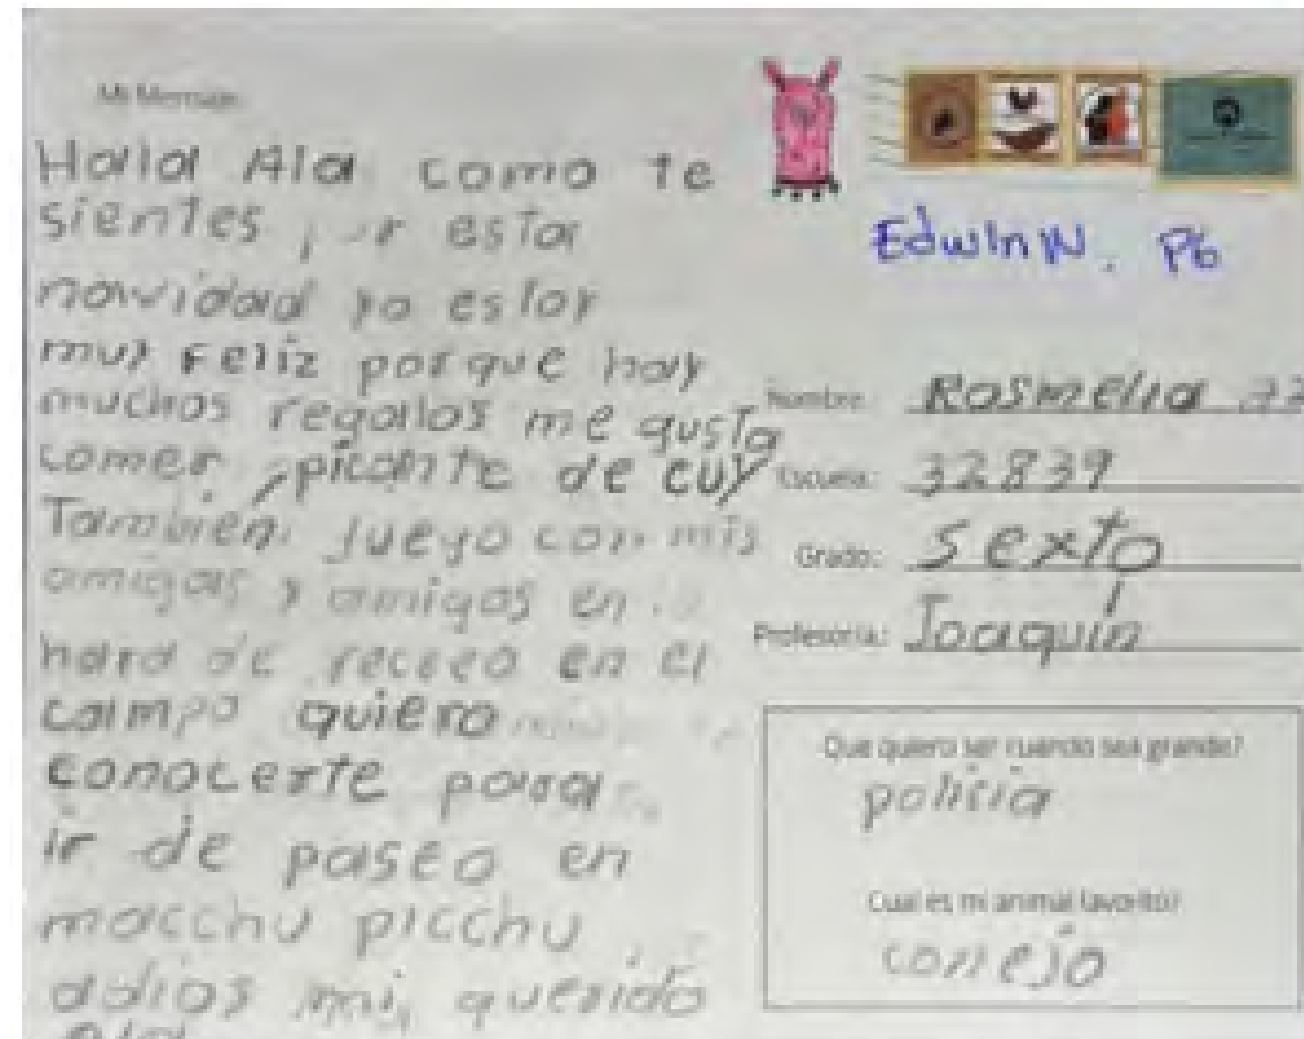 Mi Mensaje:
Hola Ala como te
sientes, esta
navidad yo estoy
muy Feliz porque hay
muchos regalos me gusta
comer picante de cuy
También juego con mis
amigas y amigos en
hora de receeo en el
campo quiero
conocerte para
ir de paseo en
macchu picchu
adios mi querido
EdwIn N. P6
Nombre: Rosmelia
Escuela: 32839
Grado: sexto
Profesor/a: Joaquin
Que quiero ser cuando sea grande?
policia
Cual es mi animal favorito?
conejo